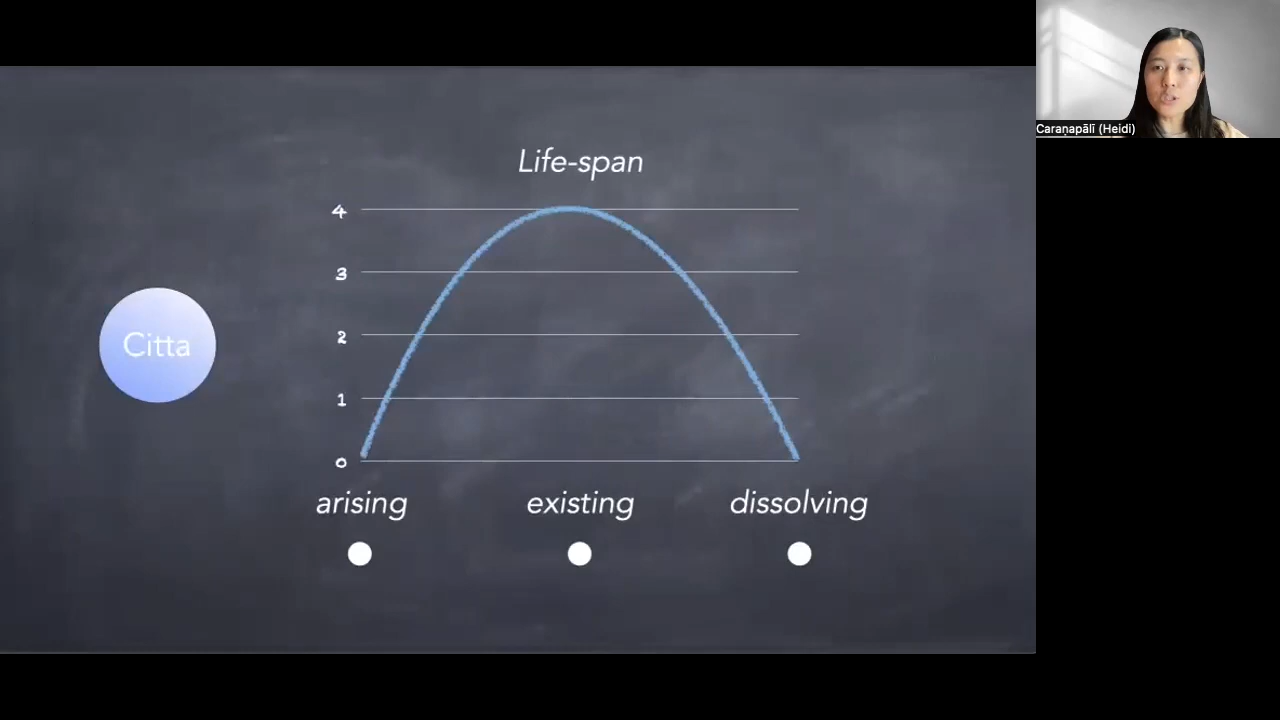 Life-span
4
3
2
1
0
Citta
arising existing dissolving
Caraṇapālī (Heidi)